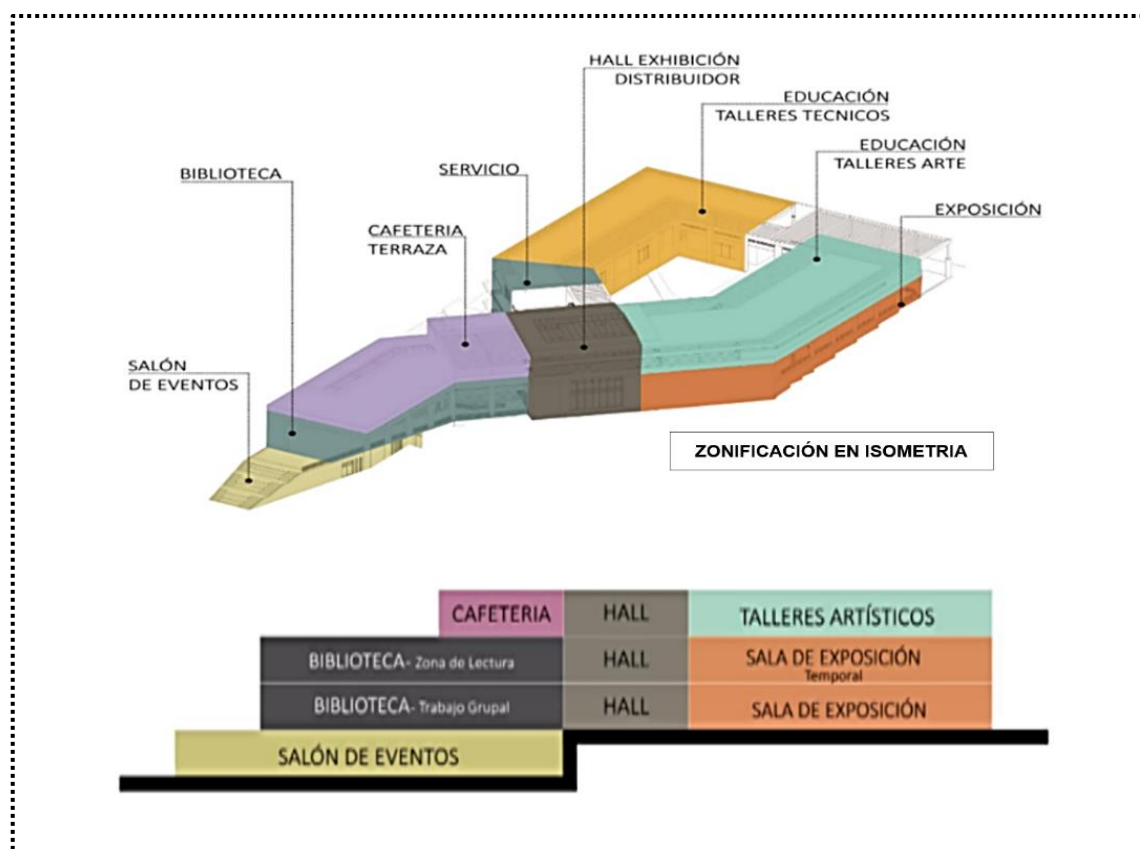 HALL EXHIBICIÓN
DISTRIBUIDOR
EDUCACIÓN
TALLERES TECNICOS
EDUCACIÓN
TALLERES ARTE
BIBLIOTECA
SERVICIO
EXPOSICIÓN
CAFETERIA
TERRAZA
SALÓN
DE EVENTOS
ZONIFICACIÓN EN ISOMETRIA
CAFETERIA
HALL
TALLERES ARTÍSTICOS
BIBLIOTECA- Zona de Lectura
HALL
SALA DE EXPOSICIÓN
Temporal
BIBLIOTECA- Trabajo Grupal
HALL
SALA DE EXPOSICIÓN
SALÓN DE EVENTOS